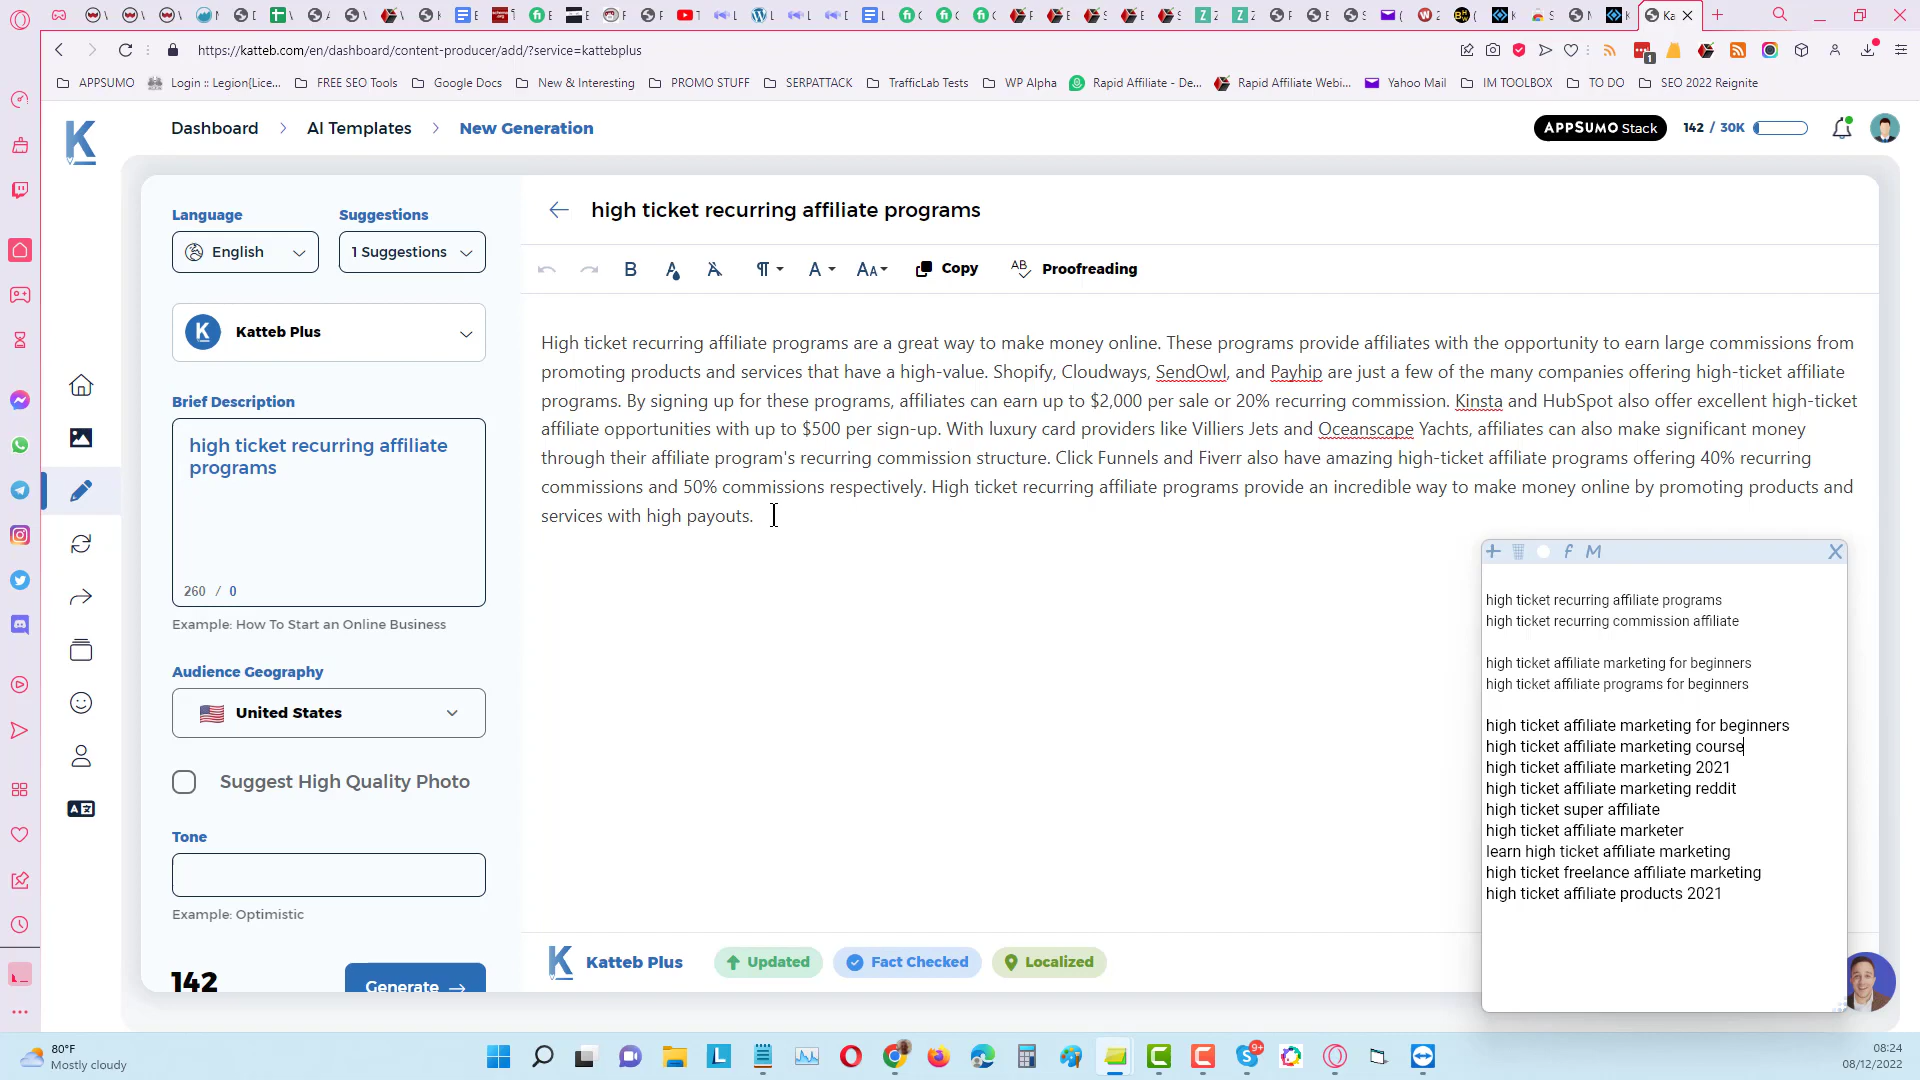 https://katteb.com/en/dashboard/content-producer/add/?service=kattebplus
APPSUMO
Login :: Legion{Lice...
FREE SEO Tools
Google Docs
New & Interesting
PROMO STUFF
SERPATTACK
TrafficLab Tests
WP Alpha
Rapid Affiliate - De...
Rapid Affiliate Webi...
Yahoo Mail
IM TOOLBOX
TO DO
SEO 2022 Reignite
Dashboard
AI Templates
New Generation
APPSUMO Stack
142 / 30K
Language
Suggestions
English
1 Suggestions
Katteb Plus
Brief Description
high ticket recurring affiliate
programs
260 / 0
Example: How To Start an Online Business
Audience Geography
United States
Suggest High Quality Photo
Tone
Example: Optimistic
142
Generate
high ticket recurring affiliate programs
Copy
Proofreading
High ticket recurring affiliate programs are a great way to make money online. These programs provide affiliates with the opportunity to earn large commissions from
promoting products and services that have a high-value. Shopify, Cloudways, SendOwl, and Payhip are just a few of the many companies offering high-ticket affiliate
programs. By signing up for these programs, affiliates can earn up to $2,000 per sale or 20% recurring commission. Kinsta and HubSpot also offer excellent high-ticket
affiliate opportunities with up to $500 per sign-up. With luxury card providers like Villiers Jets and Oceanscape Yachts, affiliates can also make significant money
through their affiliate program's recurring commission structure. Click Funnels and Fiverr also have amazing high-ticket affiliate programs offering 40% recurring
commissions and 50% commissions respectively. High ticket recurring affiliate programs provide an incredible way to make money online by promoting products and
services with high payouts.
Katteb Plus
Updated
Fact Checked
Localized
high ticket recurring affiliate programs
high ticket recurring commission affiliate
high ticket affiliate marketing for beginners
high ticket affiliate programs for beginners
high ticket affiliate marketing for beginners
high ticket affiliate marketing course
high ticket affiliate marketing 2021
high ticket affiliate marketing reddit
high ticket super affiliate
high ticket affiliate marketer
learn high ticket affiliate marketing
high ticket freelance affiliate marketing
high ticket affiliate products 2021
80°F
Mostly cloudy
08:24
08/12/2022